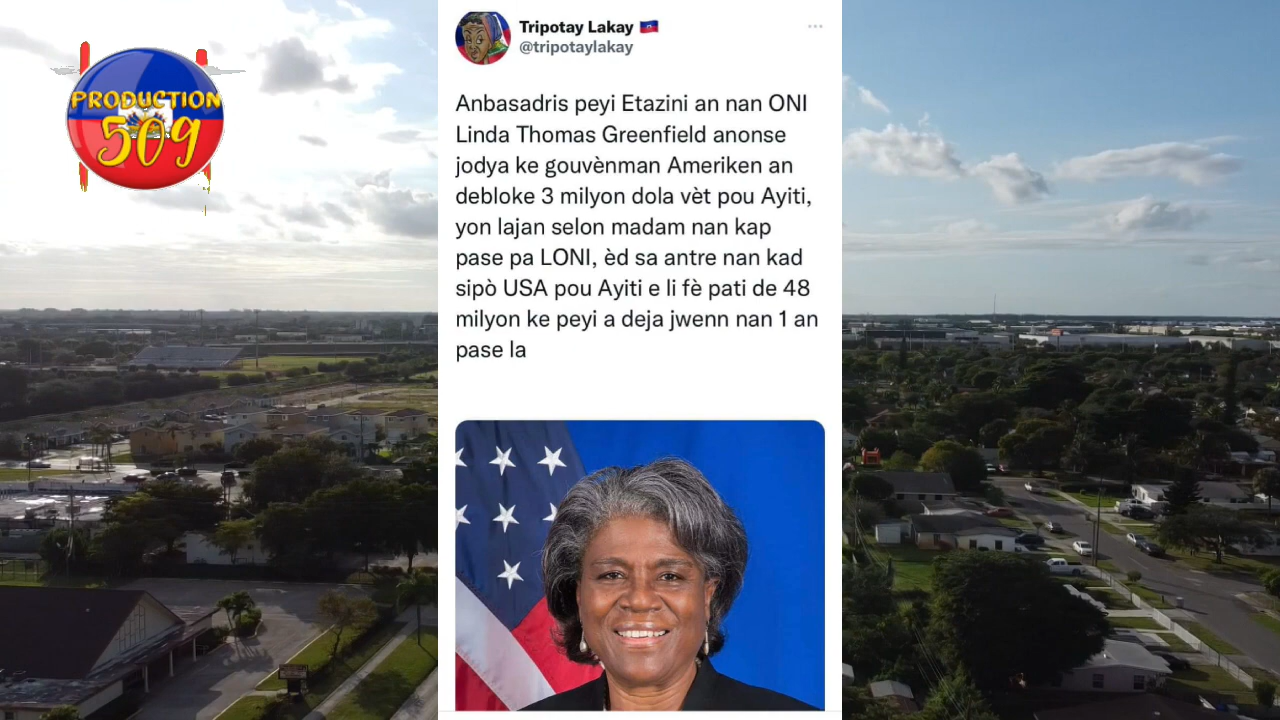 PRODUCTION
509
Tripotay Lakay 🇭🇹
@tripotaylakay
Anbasadris peyi Etazini an nan ONI
Linda Thomas Greenfield anonse
jodya ke gouvènman Ameriken an
debloke 3 milyon dola vèt pou Ayiti,
yon lajan selon madam nan kap
pase pa LONI, èd sa antre nan kad
sipò USA pou Ayiti e li fè pati de 48
milyon ke peyi a deja jwenn nan 1 an
pase la